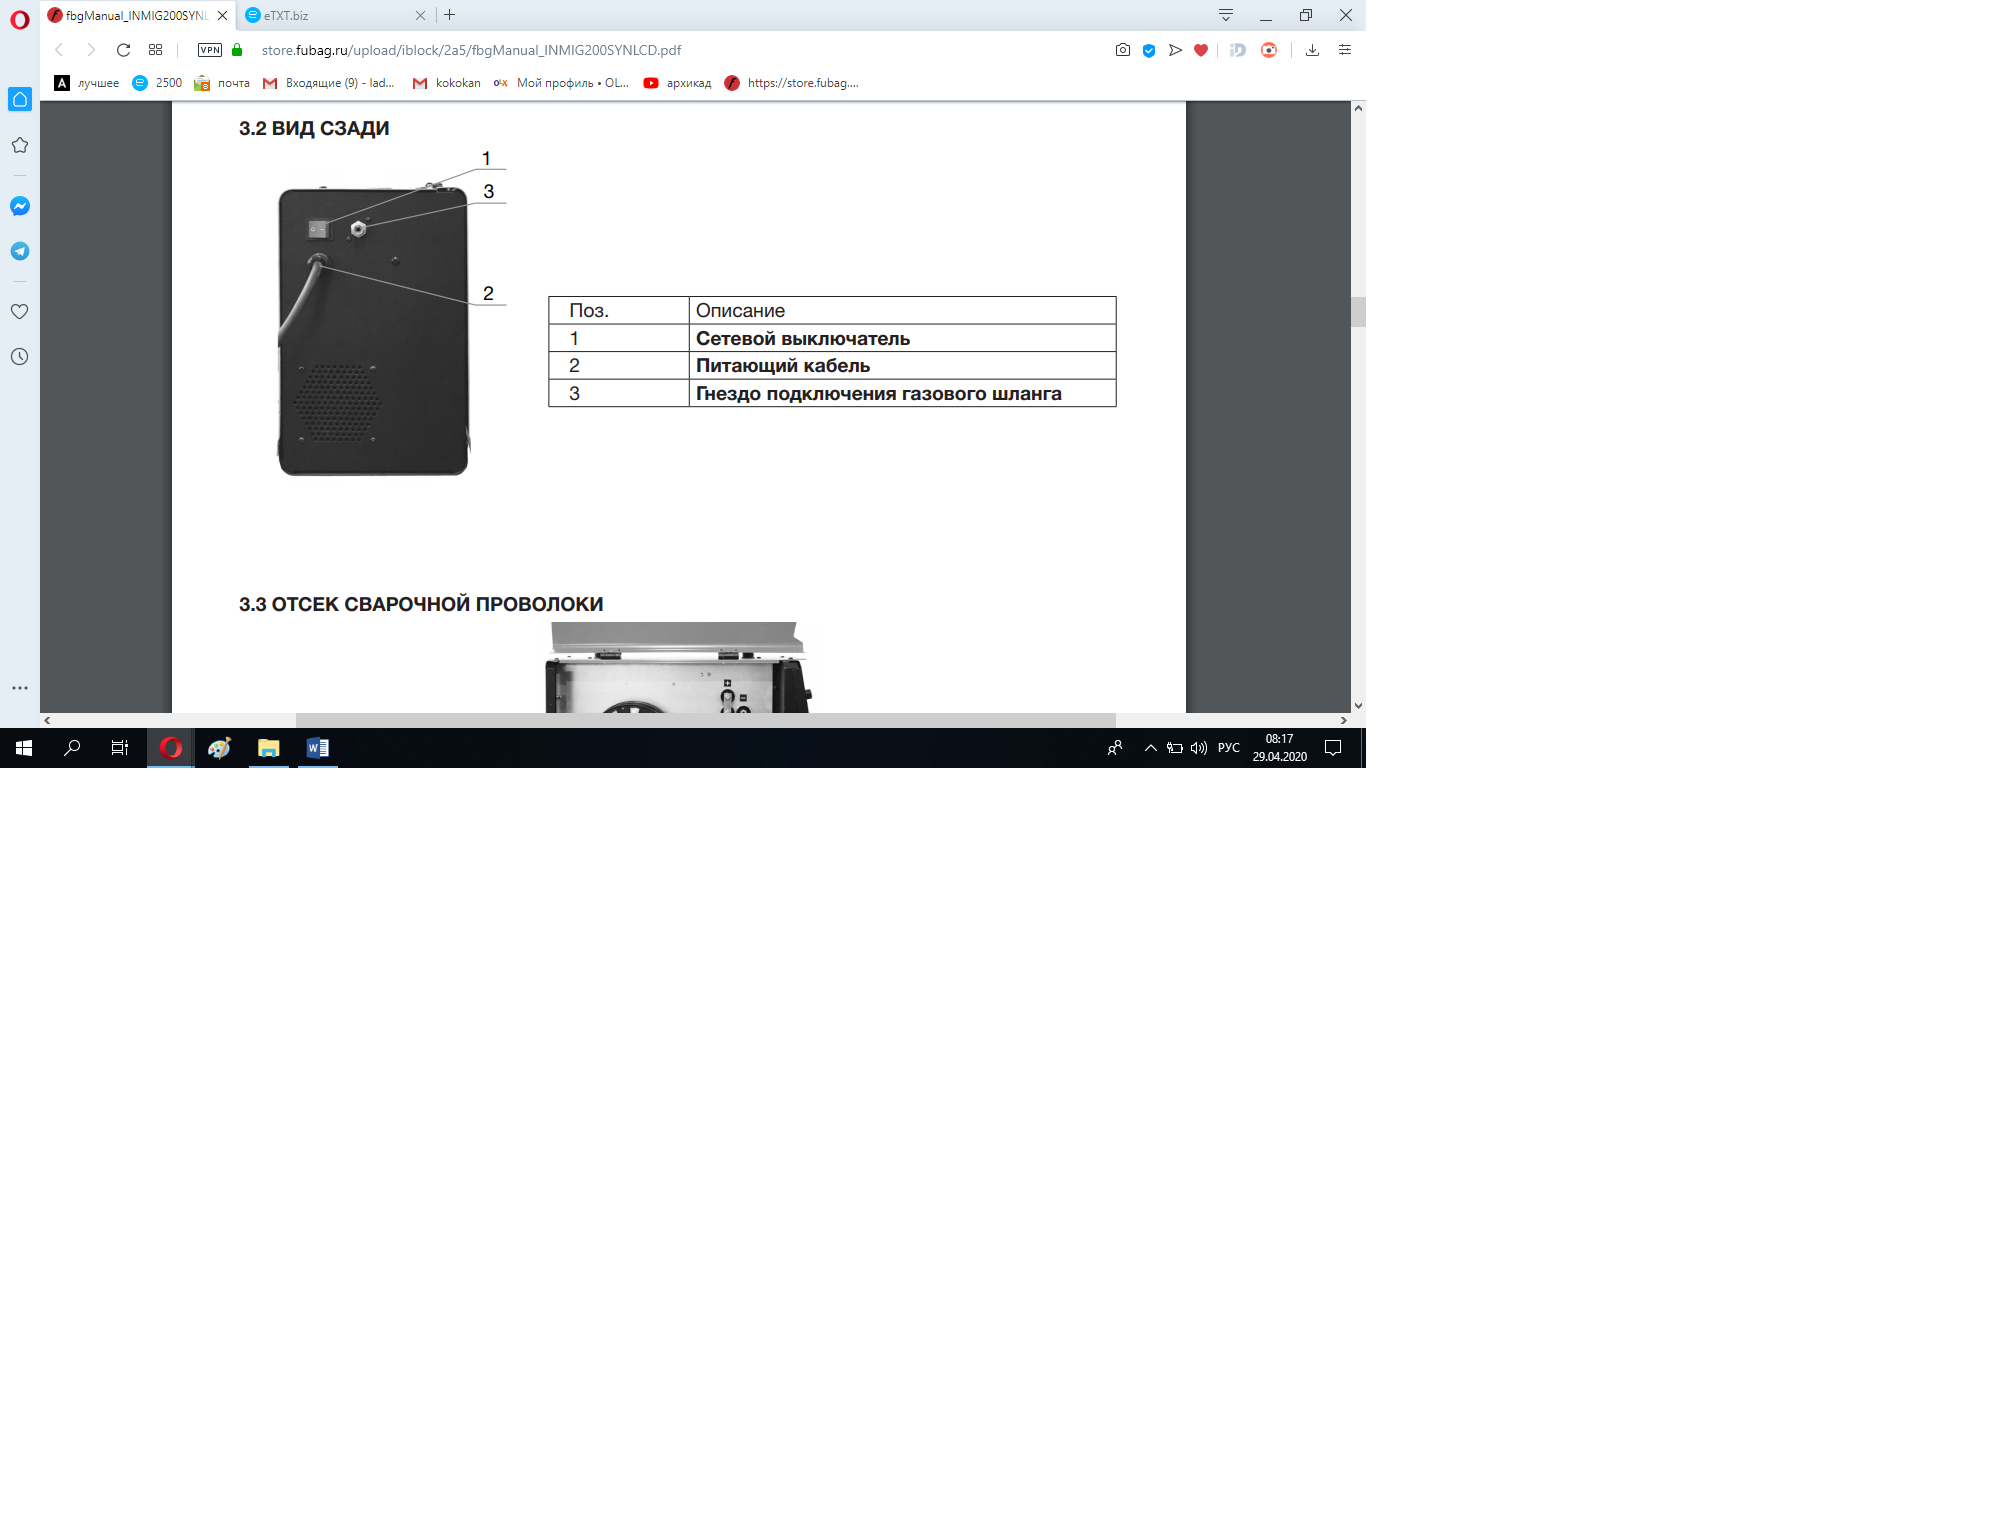 fbgManual_INMIG200SYNL
eTXT.biz
VPN
store.fubag.ru/upload/iblock/2a5/fbgManual_INMIG200SYNLCD.pdf
лучшее
2500
почта
Входящие (9) - lad...
kokokan
OLX
Мой профиль • OL...
архикад
https://store.fubag....
3.2 ВИД СЗАДИ
1
3
2
Поз. Описание
1 Сетевой выключатель
2 Питающий кабель
3 Гнездо подключения газового шланга
3.3 ОТСЕК СВАРОЧНОЙ ПРОВОЛОКИ
РУС
08:17
29.04.2020